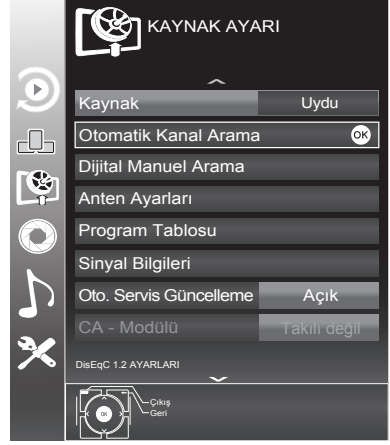 KAYNAK AYARI
Kaynak Uydu
Otomatik Kanal Arama OK
Dijital Manuel Arama
Anten Ayarları
Program Tablosu
Sinyal Bilgileri
Oto. Servis Güncelleme Açık
CA - Modülü Takılı değil
DisEqC 1.2 AYARLARI
Çıkış
OK Geri